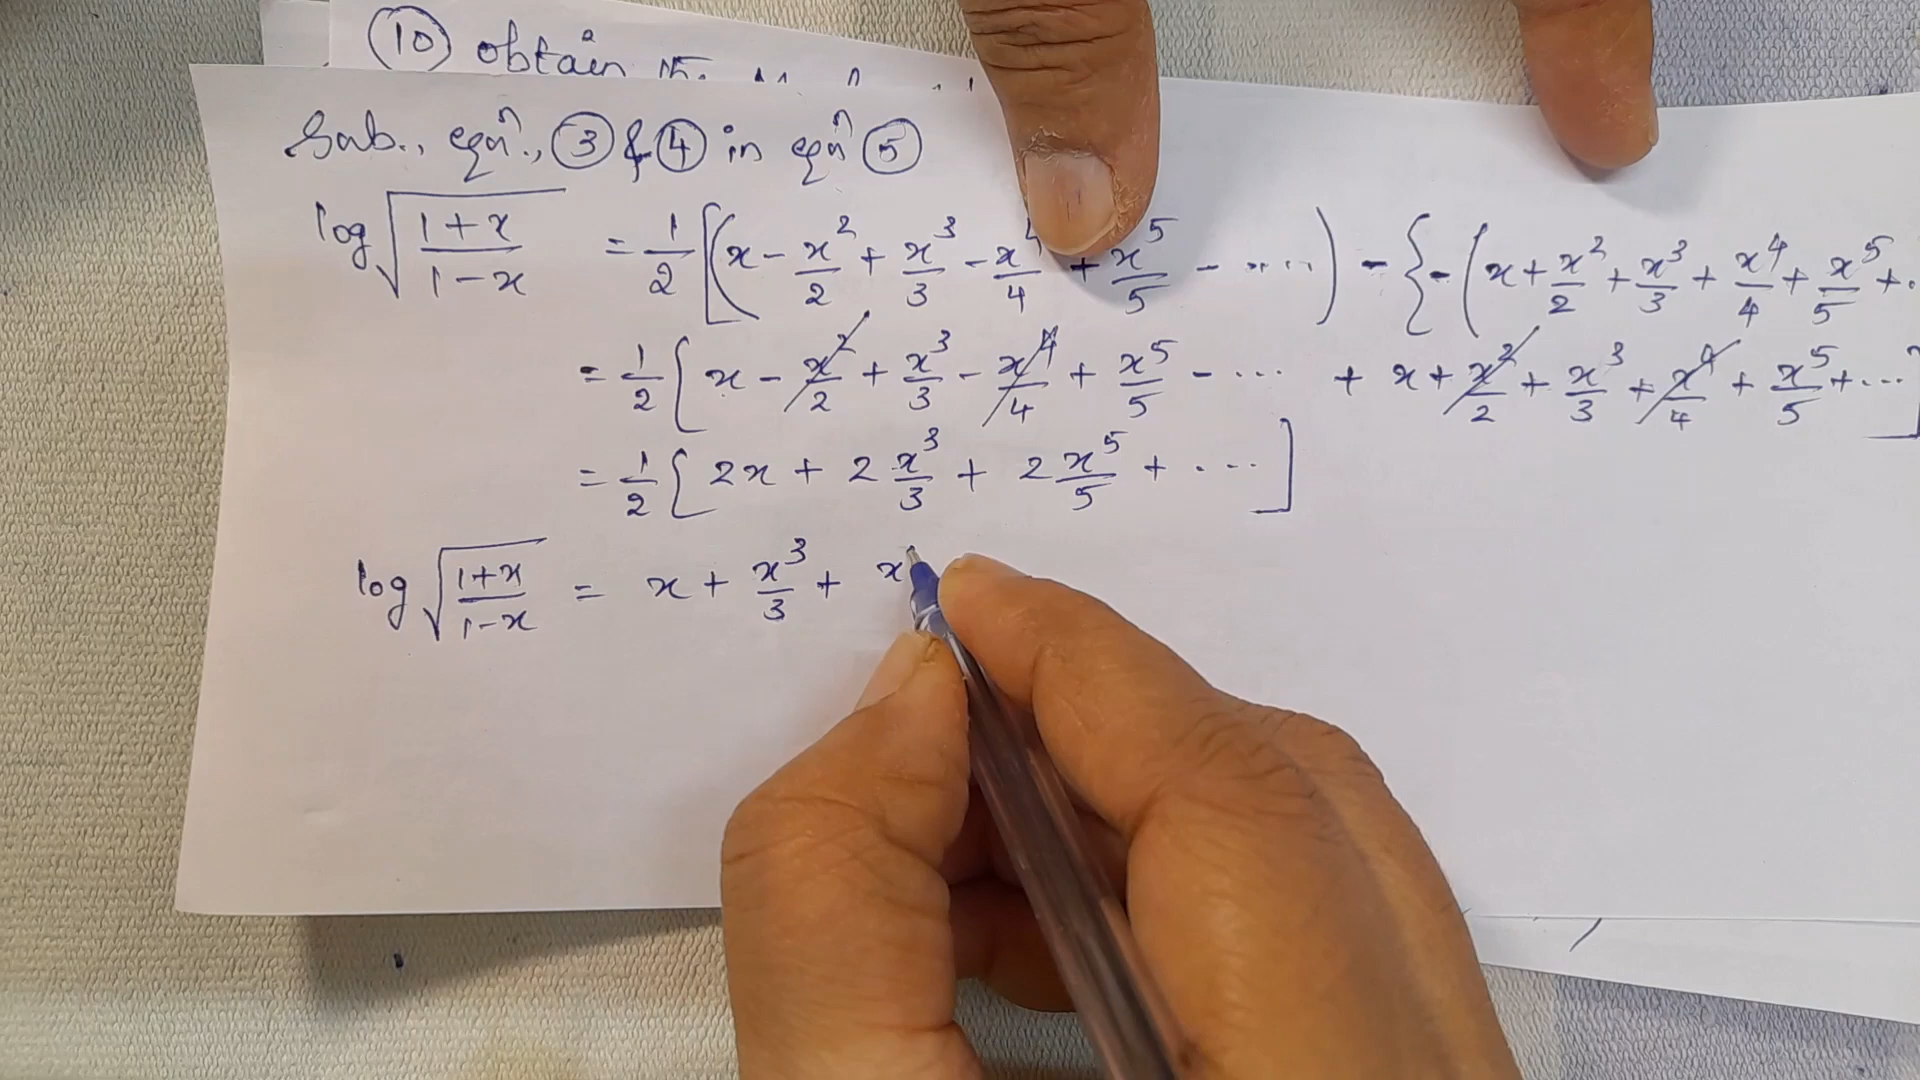 10 obtain
Sub., eqn., 3 & 4 in eqn 5
log √((1+x)/(1-x)) = 1/2 [(x - x²/2 + x³/3 - x⁴/4 + x⁵/5 - ....) - {-(x + x²/2 + x³/3 + x⁴/4 + x⁵/5 + .
= 1/2 [x - x²/2 + x³/3 - x⁴/4 + x⁵/5 - ... + x + x²/2 + x³/3 + x⁴/4 + x⁵/5 + ...]
= 1/2 [2x + 2 x³/3 + 2 x⁵/5 + ....]
log √((1+x)/(1-x)) = x + x³/3 + x